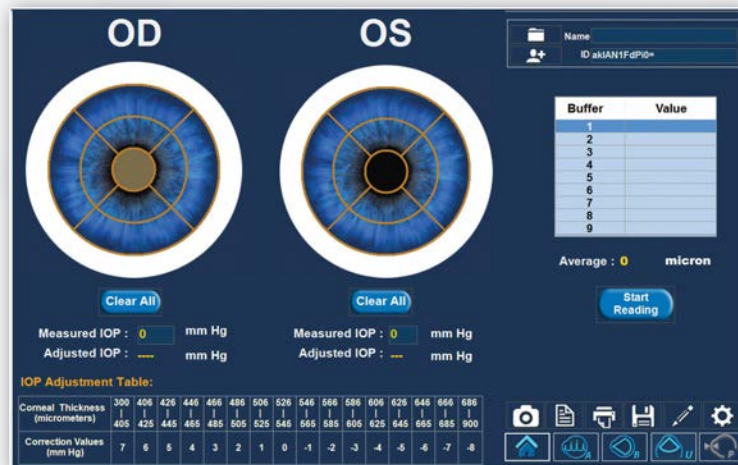 OD
OS
Name
ID akIAN1FdPi0=
Buffer Value
1
2
3
4
5
6
7
8
9
Average : 0 micron
Start
Reading
Clear All
Clear All
Measured IOP : 0 mm Hg
Adjusted IOP : ----
Measured IOP : 0 mm Hg
Adjusted IOP : --- mm Hg
IOP Adjustment Table:
Corneal Thickness
(micrometers)
300 406 426 446 466 486 506 526 546 566 586 606 626 646 666 686
| | | | | | | | | | | | | | | |
405 425 445 465 485 505 525 545 565 585 605 625 645 665 685 900
Correction Values
(mm Hg)
7 6 5 4 3 2 1 0 -1 -2 -3 -4 -5 -6 -7 -8
A
B
U
P